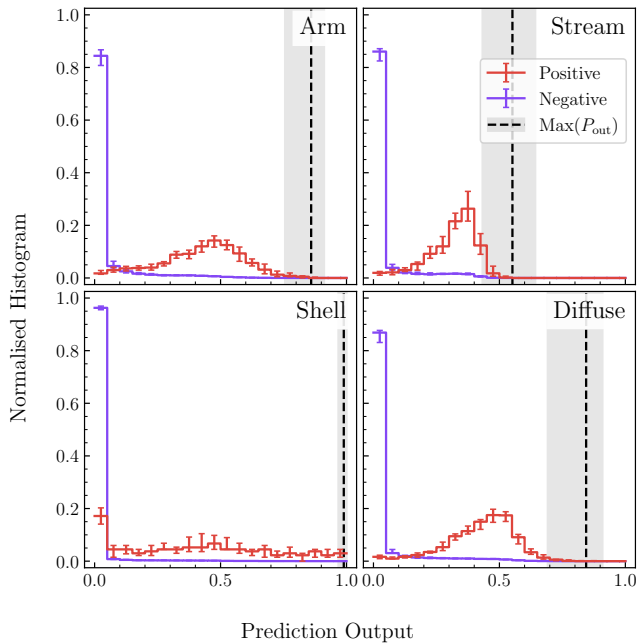 Arm
Stream
1.0
0.8
0.6
0.4
0.2
0.0
Positive
Negative
Max(P_out)
Shell
Diffuse
1.0
0.8
0.6
0.4
0.2
0.0
0.0 0.5 1.0
0.0 0.5 1.0
Normalised Histogram
Prediction Output